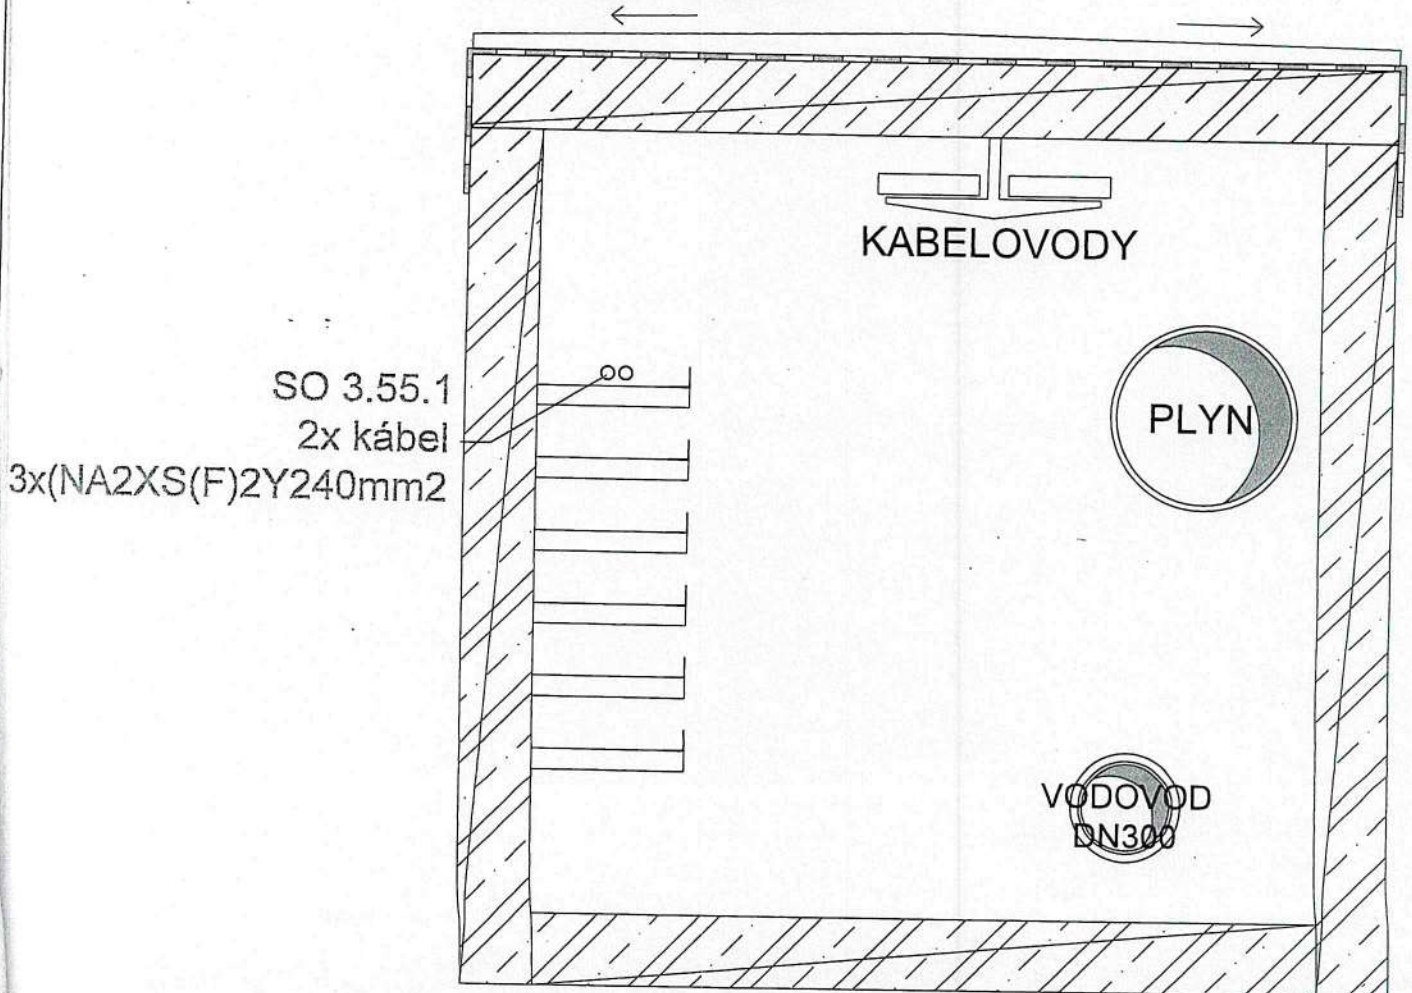 KABELOVODY
SO 3.55.1
2x kábel
3x(NA2XS(F)2Y240mm2
PLYN
VODOVOD
DN300